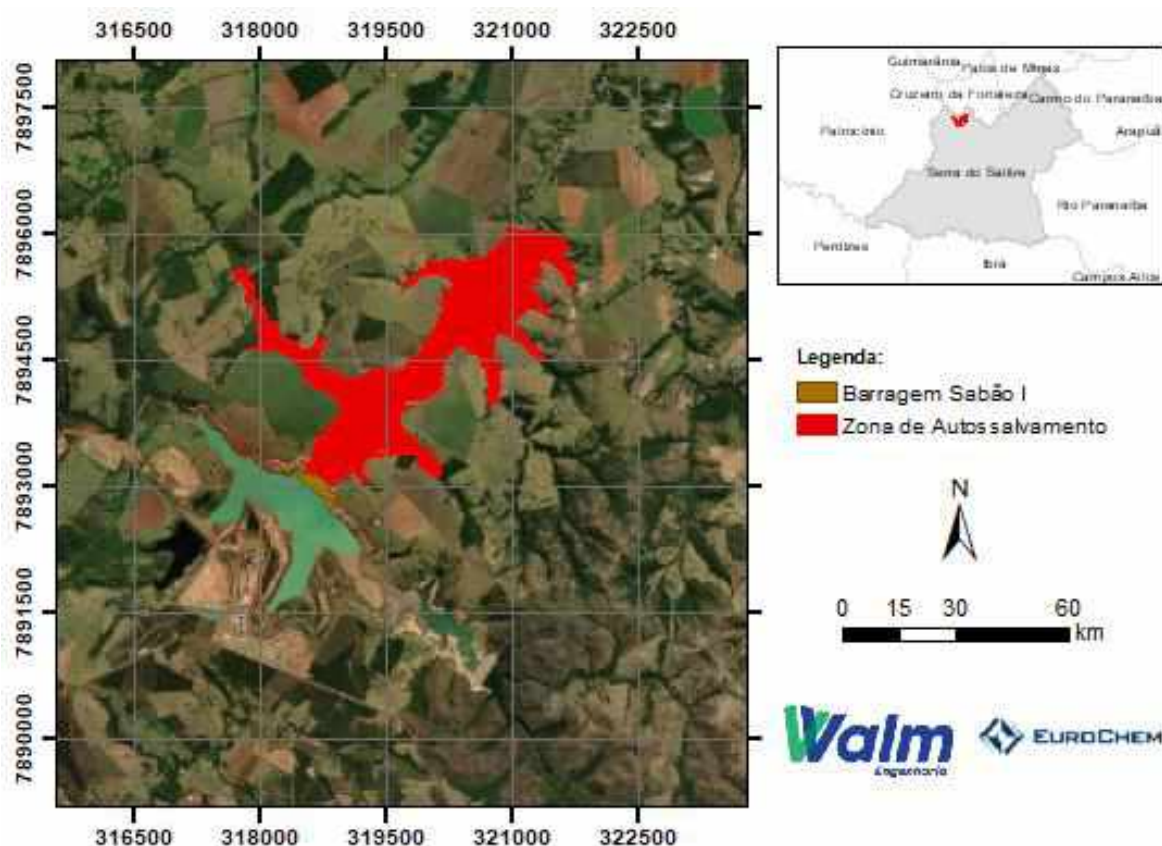 316500 318000 319500 321000 322500
7897500
7896000
7894500
7893000
7891500
7890000
316500 318000 319500 321000 322500
Guimarânia
Patos de Minas
Cruzeiro da Fortaleza
Carmo do Paranaíba
Patrocínio
Arapuá
Serra do Salitre
Rio Paranaíba
Perdizes
Ibiá
Campos Altos
Legenda:
Barragem Sabão I
Zona de Autossalvamento
N
0 15 30 60
km
Walm
Engenharia
EUROCHEM